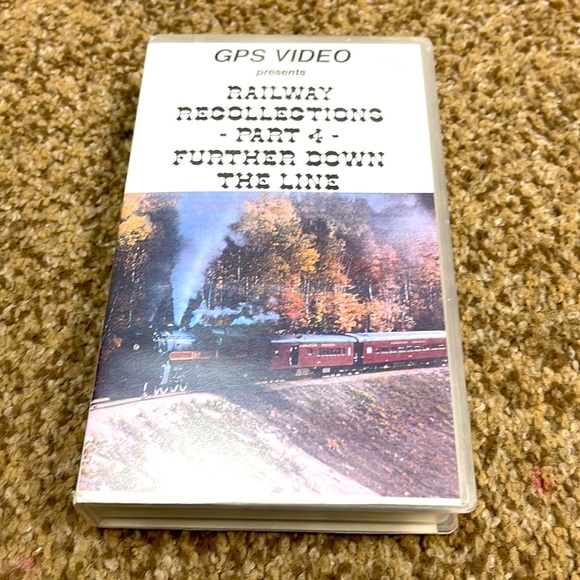 GPS VIDEO
presents
RAILWAY
RECOLLECTIONS
- PART 4 -
FURTHER DOWN
THE LINE